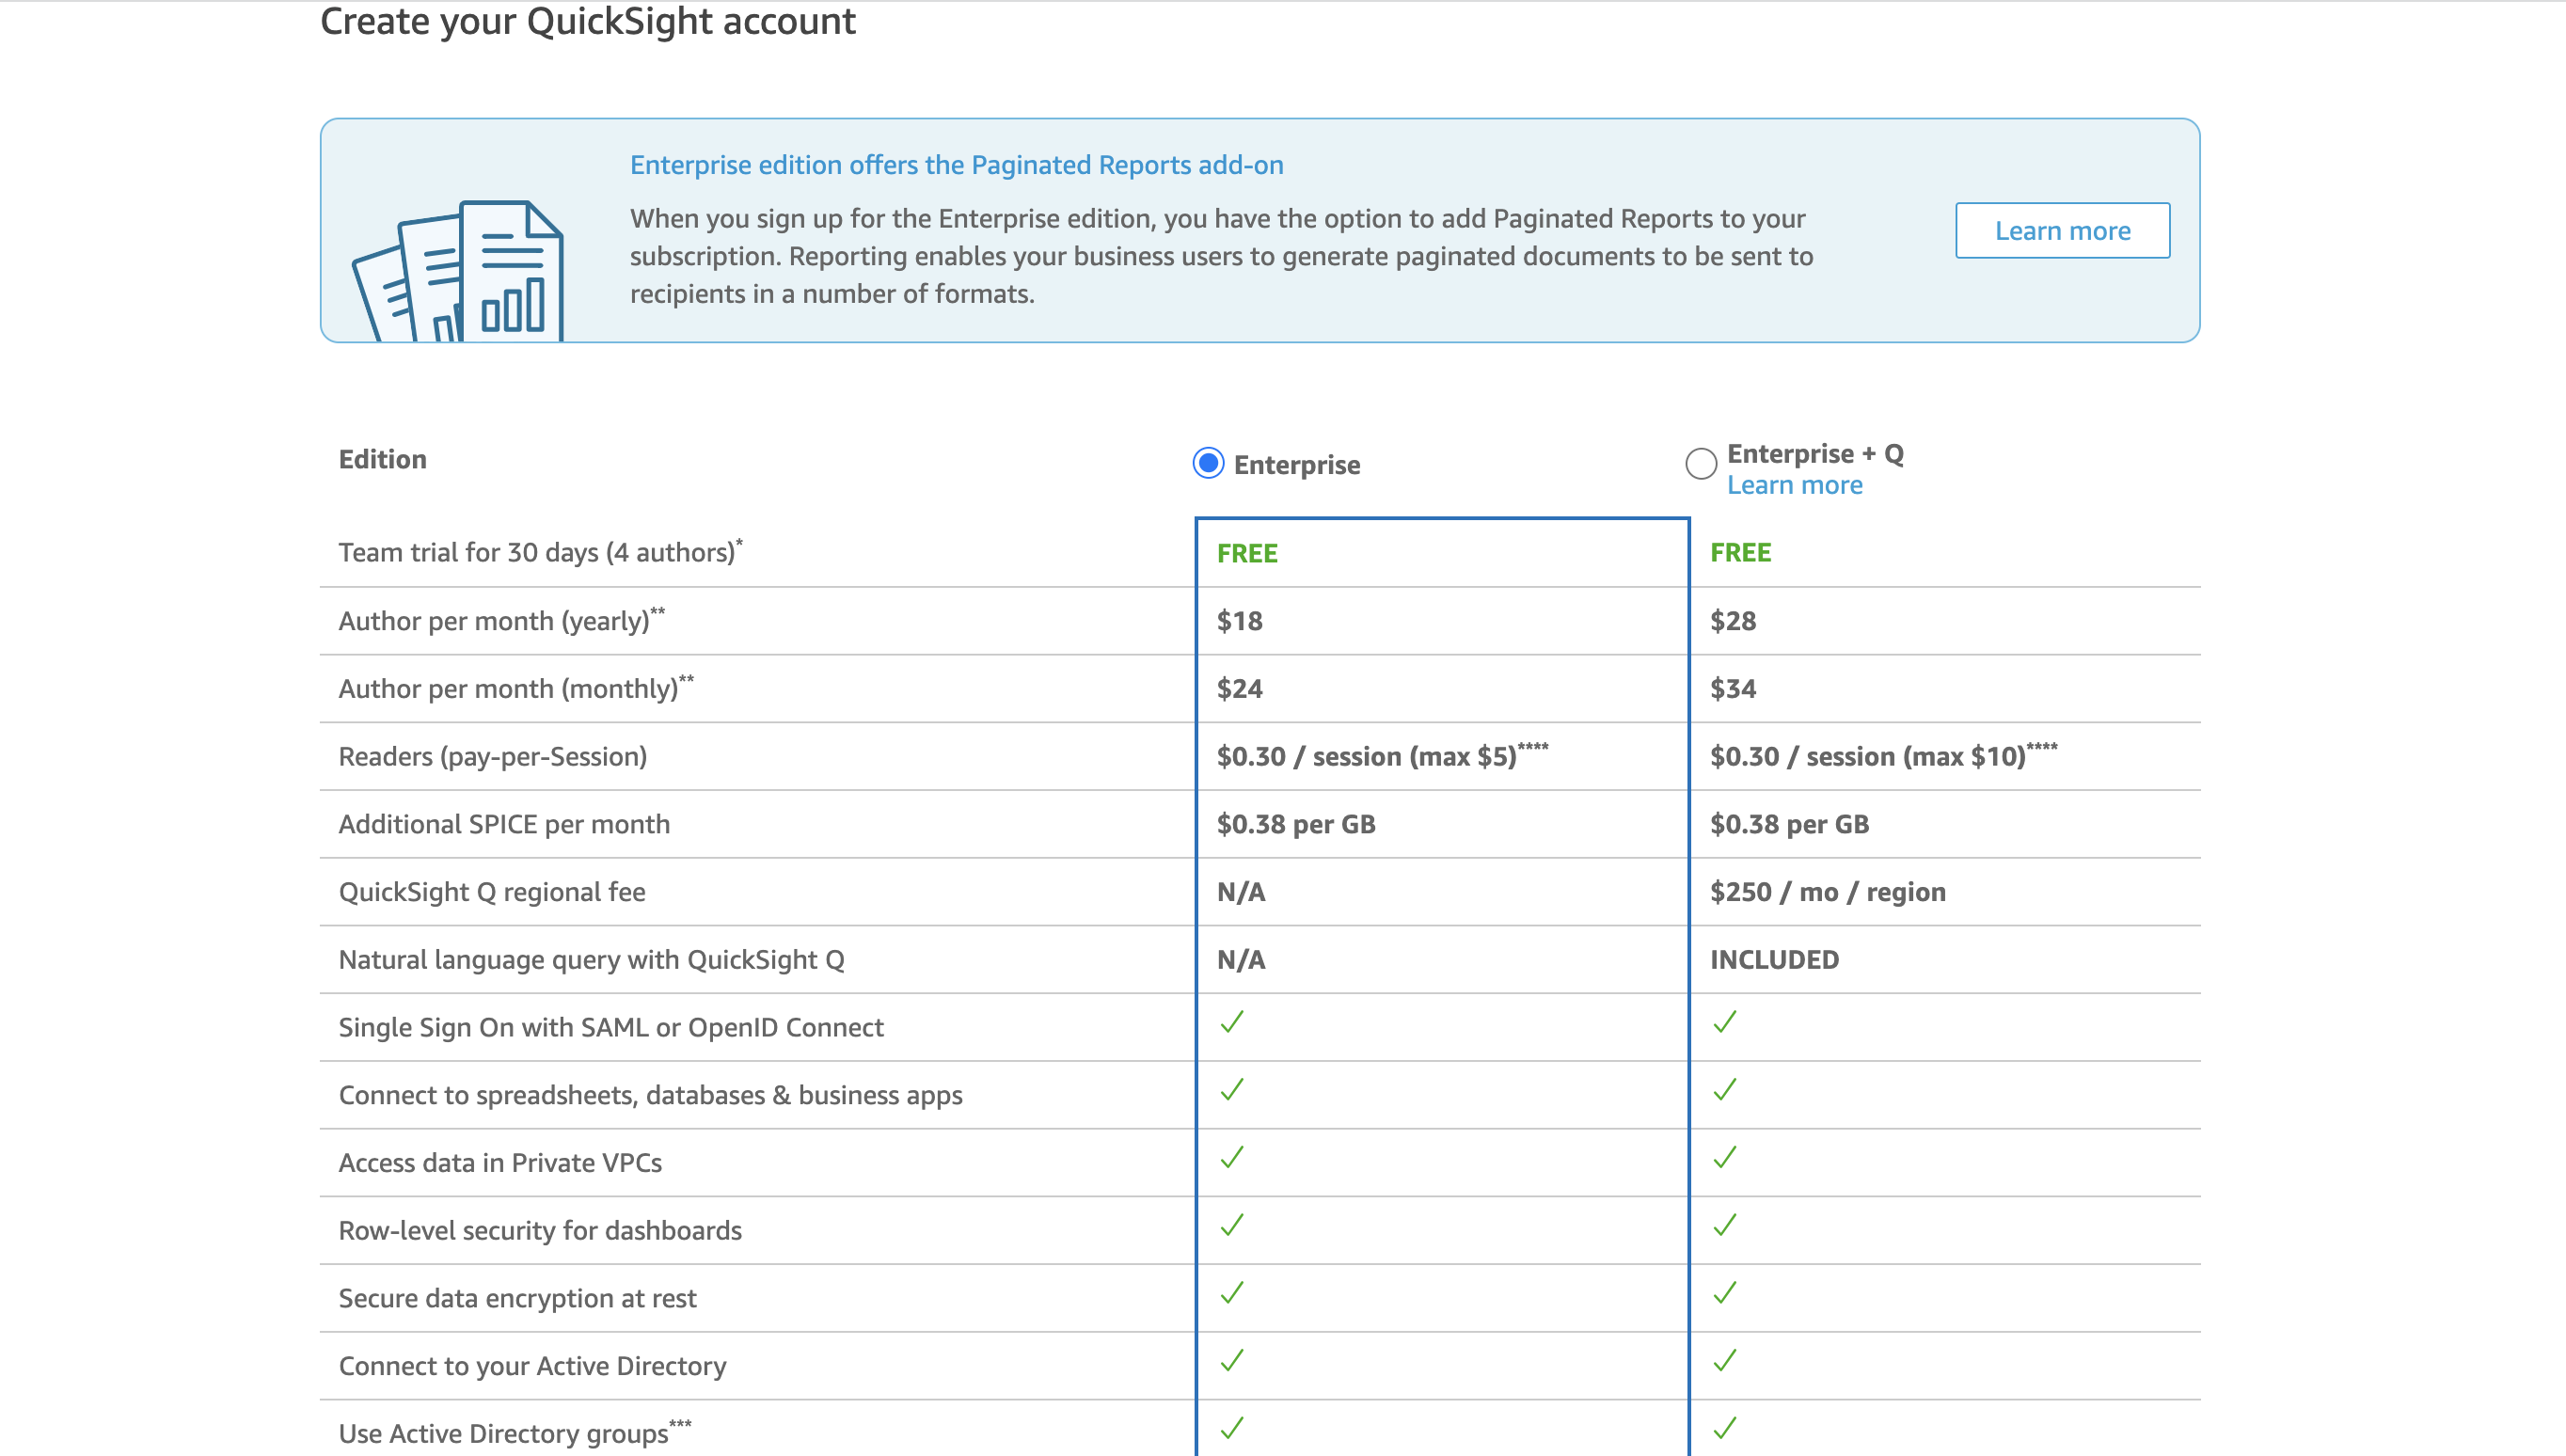 Create your QuickSight account
Enterprise edition offers the Paginated Reports add-on
When you sign up for the Enterprise edition, you have the option to add Paginated Reports to your
subscription. Reporting enables your business users to generate paginated documents to be sent to
recipients in a number of formats.
Learn more
Edition Enterprise Enterprise + Q
Learn more
Team trial for 30 days (4 authors)* FREE FREE
Author per month (yearly)** $18 $28
Author per month (monthly)** $24 $34
Readers (pay-per-Session) $0.30 / session (max $5)**** $0.30 / session (max $10)****
Additional SPICE per month $0.38 per GB $0.38 per GB
QuickSight Q regional fee N/A $250 / mo / region
Natural language query with QuickSight Q N/A INCLUDED
Single Sign On with SAML or OpenID Connect
Connect to spreadsheets, databases & business apps
Access data in Private VPCs
Row-level security for dashboards
Secure data encryption at rest
Connect to your Active Directory
Use Active Directory groups***